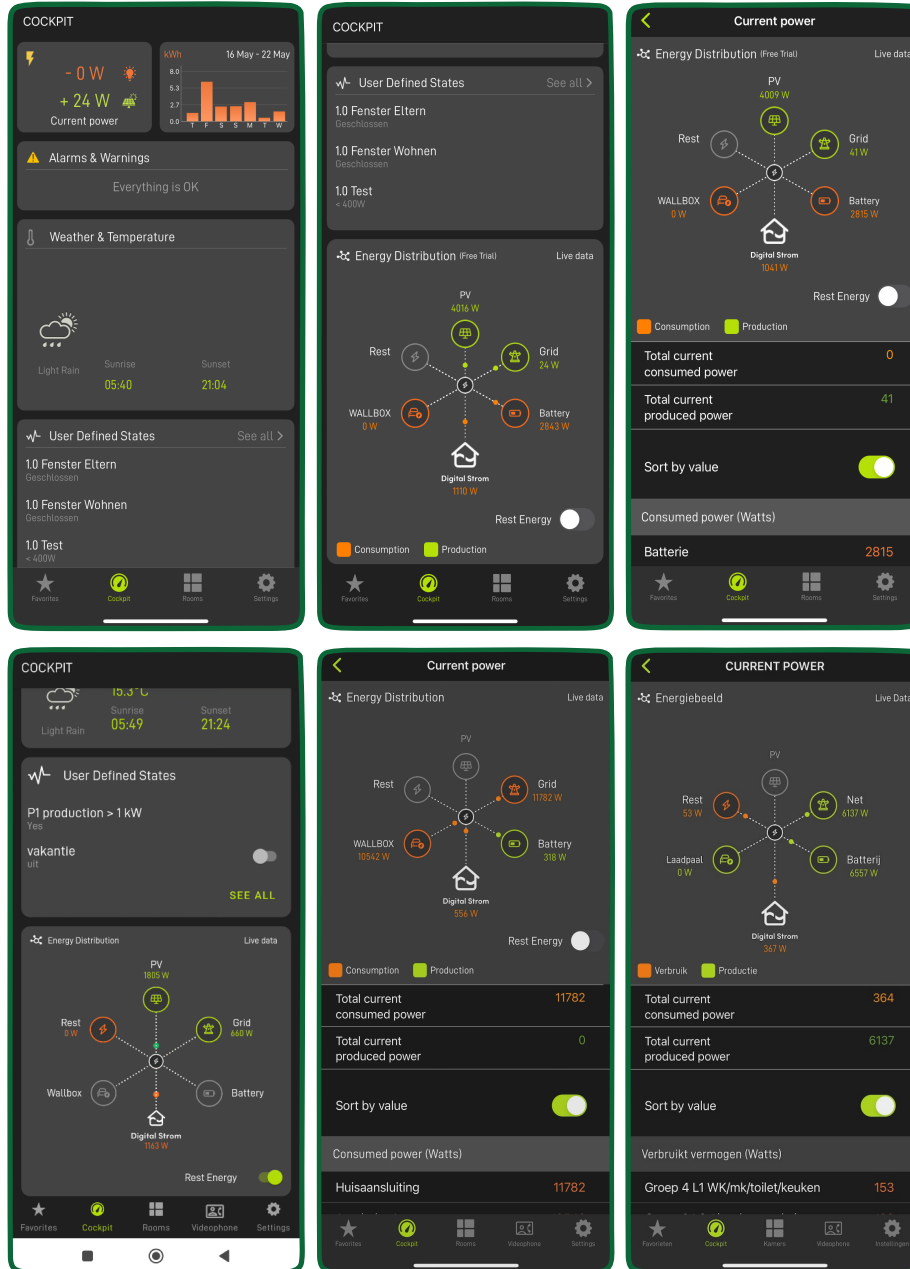 COCKPIT
- 0 W
+ 24 W
Current power
kWh 16 May - 22 May
8.0
5.3
2.7
0.0
T F S S M T W
Alarms & Warnings
Everything is OK
Weather & Temperature
Light Rain
Sunrise Sunset
05:40 21:04
User Defined States See all >
1.0 Fenster Eltern
Geschlossen
1.0 Fenster Wohnen
Geschlossen
1.0 Test
< 400W
Favorites Cockpit Rooms Settings
COCKPIT
User Defined States See all >
1.0 Fenster Eltern
Geschlossen
1.0 Fenster Wohnen
Geschlossen
1.0 Test
< 400W
Energy Distribution (Free Trial) Live data
PV
4016 W
Rest
Grid
24 W
WALLBOX
0 W
Battery
2843 W
Digital Strom
1110 W
Rest Energy
Consumption Production
Favorites Cockpit Rooms Settings
Current power
Energy Distribution (Free Trial) Live data
PV
4009 W
Rest
Grid
41 W
WALLBOX
0 W
Battery
2815 W
Digital Strom
1041 W
Rest Energy
Consumption Production
Total current
consumed power
0
Total current
produced power
41
Sort by value
Consumed power (Watts)
Batterie 2815
Favorites Cockpit Rooms Settings
COCKPIT
15.3°C
Light Rain
Sunrise Sunset
05:49 21:24
User Defined States
P1 production > 1 kW
Yes
vakantie
uit
SEE ALL
Energy Distribution Live data
PV
1805 W
Rest
0 W
Grid
660 W
Wallbox Battery
Digital Strom
1163 W
Rest Energy
Favorites Cockpit Rooms Videophone Settings
Current power
Energy Distribution Live data
PV
Rest
Grid
11782 W
WALLBOX
10542 W
Battery
318 W
Digital Strom
556 W
Rest Energy
Consumption Production
Total current
consumed power
11782
Total current
produced power
0
Sort by value
Consumed power (Watts)
Huisaansluiting 11782
Favorites Cockpit Rooms Videophone Settings
CURRENT POWER
Energiebeeld Live Data
PV
Rest
53 W
Net
6137 W
Laadpaal
0 W
Batterij
6557 W
Digital Strom
367 W
Verbruik Productie
Total current
consumed power
364
Total current
produced power
6137
Sort by value
Verbruikt vermogen (Watts)
Groep 4 L1 WK/mk/toilet/keuken 153
Favorieten Cockpit Kamers Videophone Instellingen